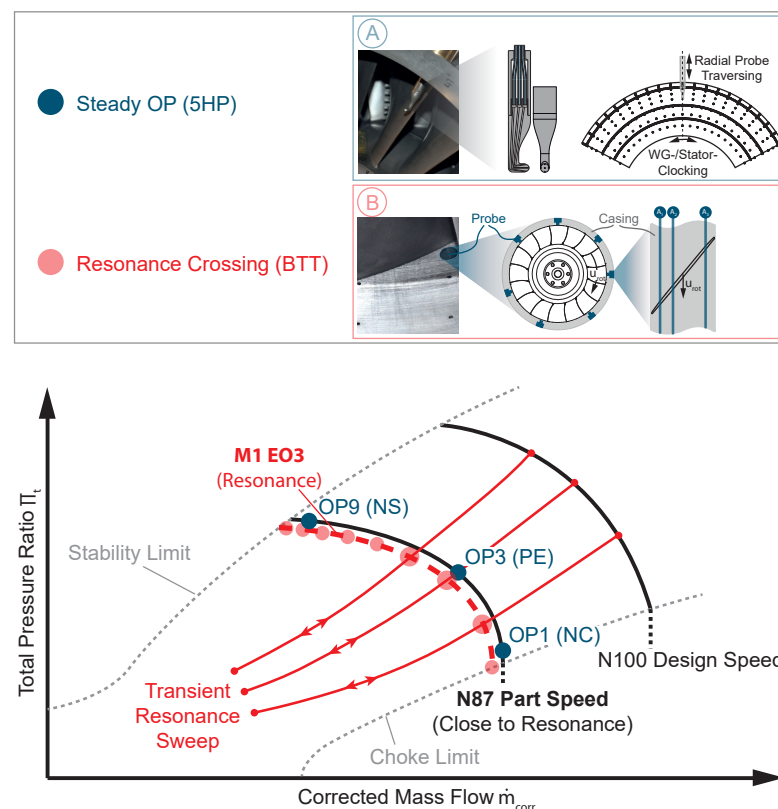 A
Steady OP (5HP)
Radial Probe
Traversing
WG-/Stator-
Clocking
B
Resonance Crossing (BTT)
Probe
Casing
u_rot
A₁
A₂
u_rot
M1 EO3
(Resonance)
OP9 (NS)
Stability Limit
OP3 (PE)
OP1 (NC)
N100 Design Speed
Transient
Resonance
Sweep
N87 Part Speed
(Close to Resonance)
Choke Limit
Total Pressure Ratio Π_t
Corrected Mass Flow ṁ_corr